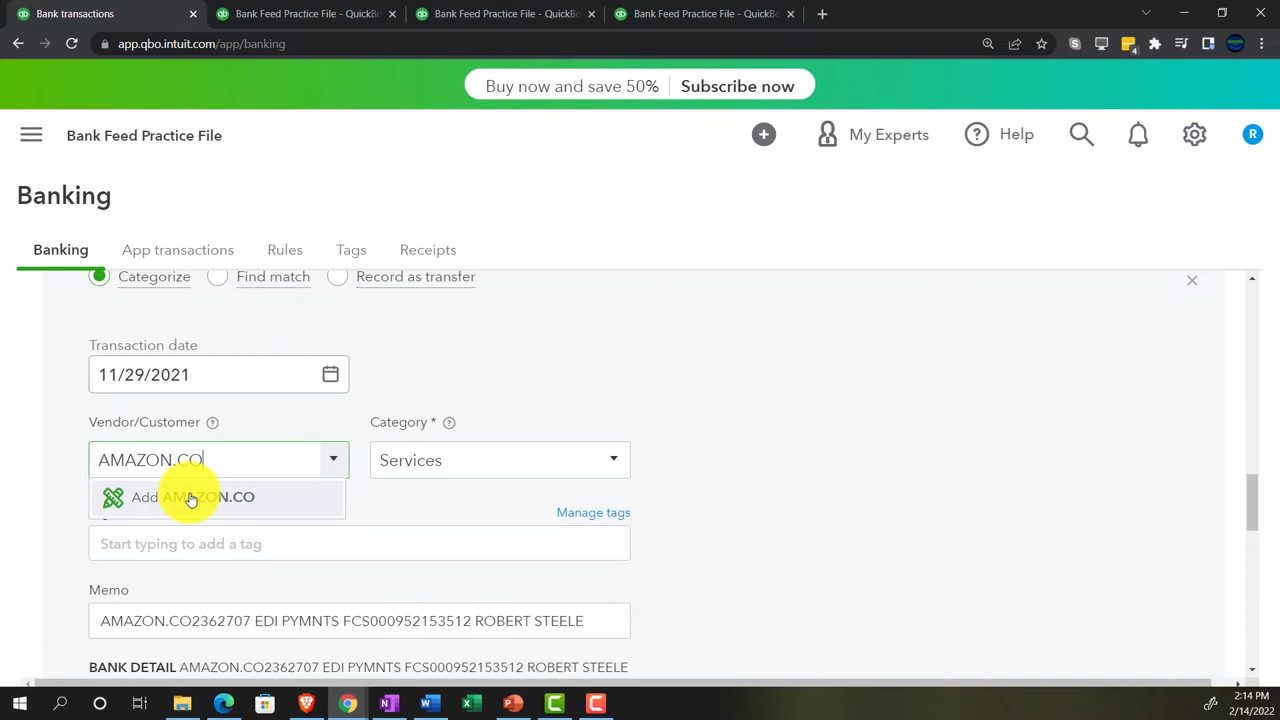 Bank transactions
Bank Feed Practice File - QuickBo
Bank Feed Practice File - QuickBo
Bank Feed Practice File - QuickBo
app.qbo.intuit.com/app/banking
4
Buy now and save 50% Subscribe now
Bank Feed Practice File
My Experts
Help
R
Banking
Banking
App transactions
Rules
Tags
Receipts
Categorize
Find match
Record as transfer
Transaction date
11/29/2021
Vendor/Customer
Category *
AMAZON.CO
Services
Add AMAZON.CO
Manage tags
Start typing to add a tag
Memo
AMAZON.CO2362707 EDI PYMNTS FCS000952153512 ROBERT STEELE
BANK DETAIL AMAZON.CO2362707 EDI PYMNTS FCS000952153512 ROBERT STEELE
2:14 PM
2/14/2022